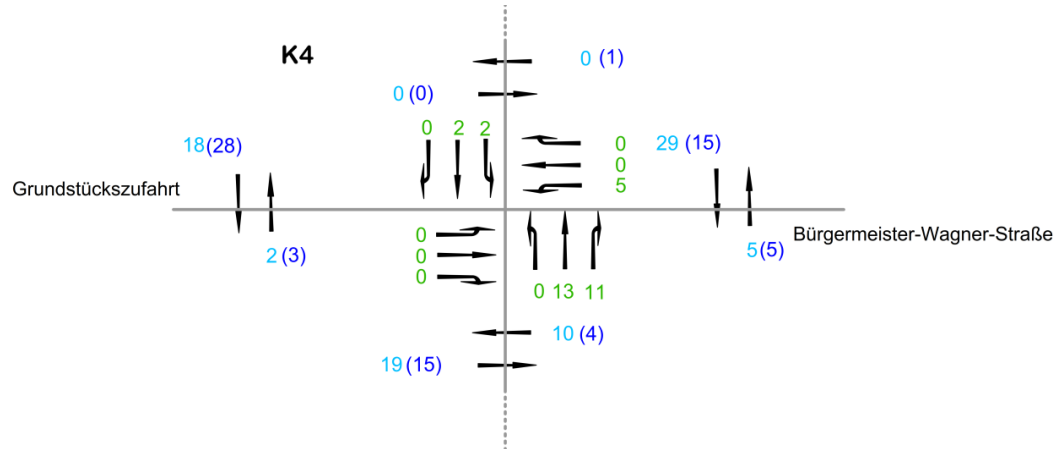 K4
0 (1)
0 (0)
0 2 2
18(28)
29 (15)
0
0
5
Grundstückszufahrt
Bürgermeister-Wagner-Straße
0
0
0
2 (3)
5(5)
0 13 11
10 (4)
19 (15)